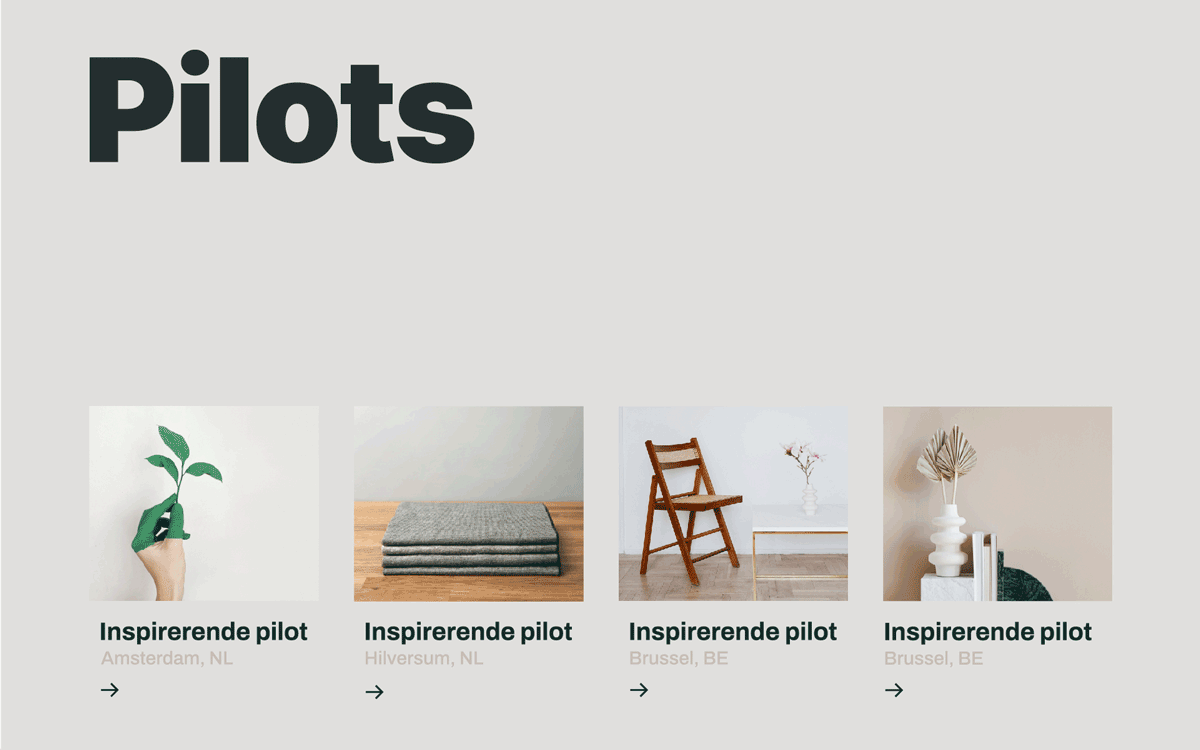 Pilots
Inspirerende pilot
Amsterdam, NL
Inspirerende pilot
Hilversum, NL
Inspirerende pilot
Brussel, BE
Inspirerende pilot
Brussel, BE